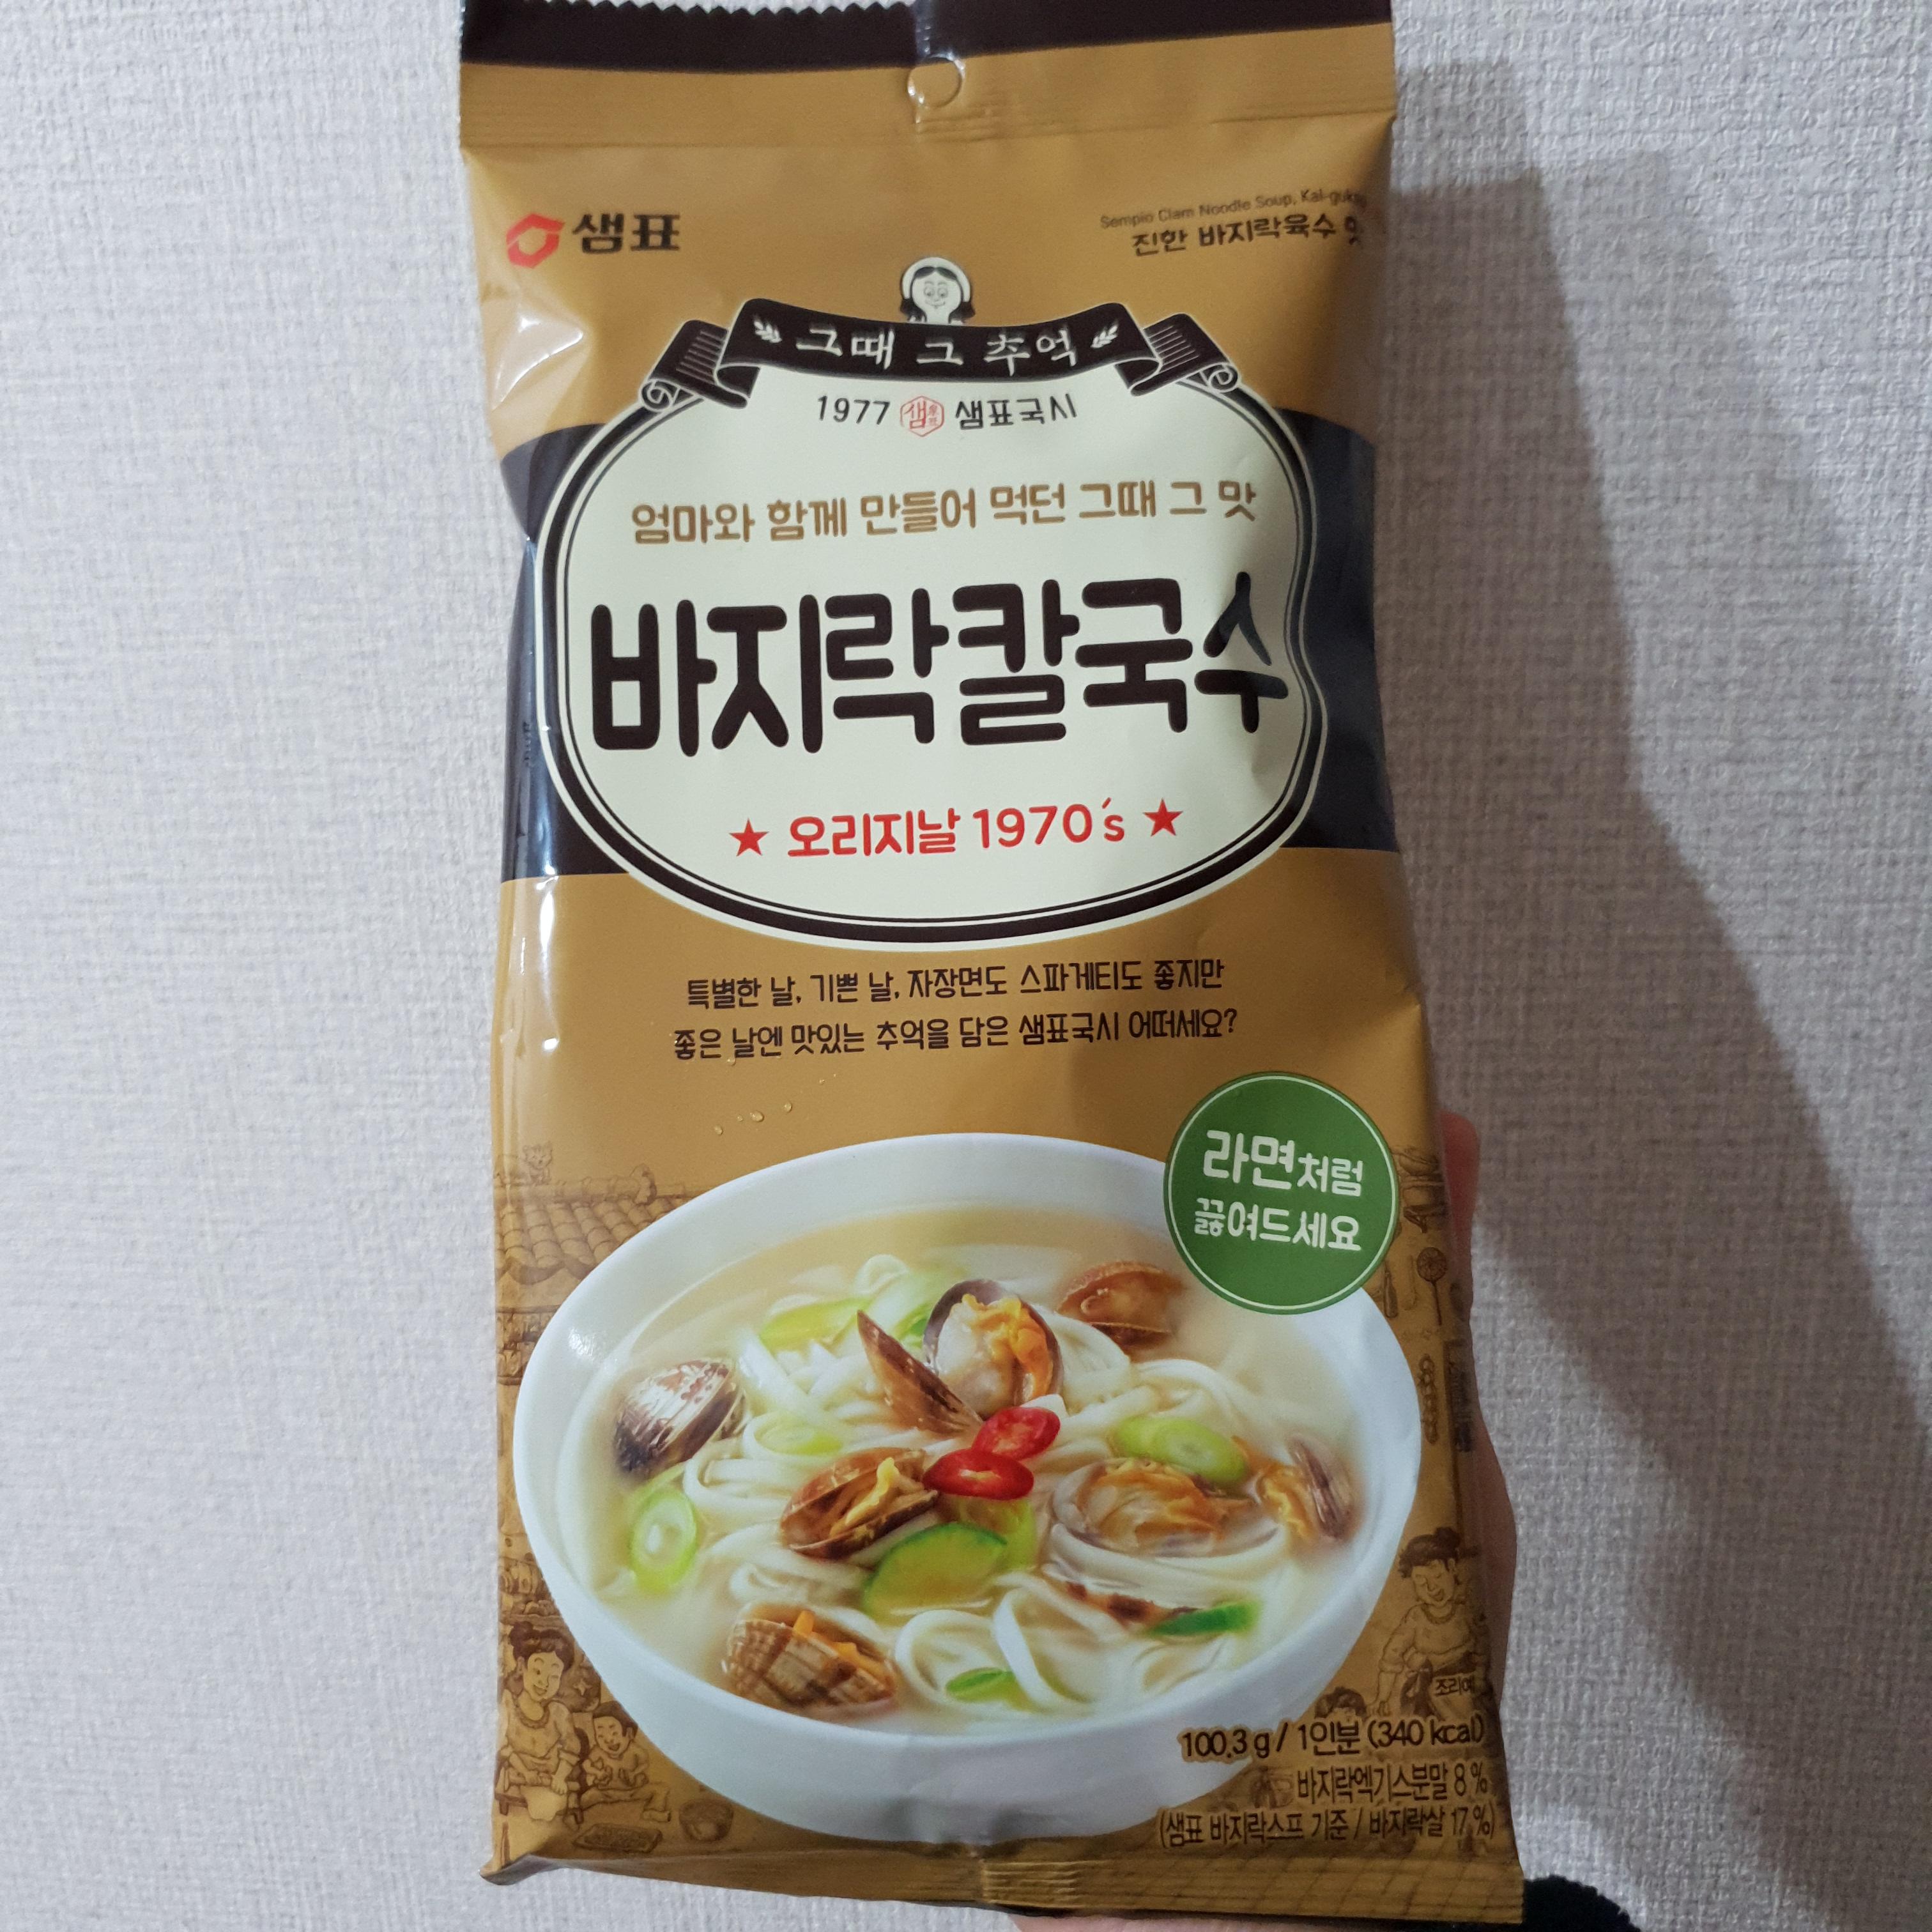 샘표
Sempio Clam Noodle Soup, Kal-guksu
진한 바지락육수 맛
그때 그 추억
1977 샘표 샘표국시
엄마와 함께 만들어 먹던 그때 그 맛
바지락칼국수
★ 오리지날 1970's ★
특별한 날, 기쁜 날, 자장면도 스파게티도 좋지만
좋은 날엔 맛있는 추억을 담은 샘표국시 어떠세요?
라면처럼
끓여드세요
100.3 g / 1인분 (340 kcal)
바지락엑기스분말 8 %
(샘표 바지락스프 기준 / 바지락살 17 %)